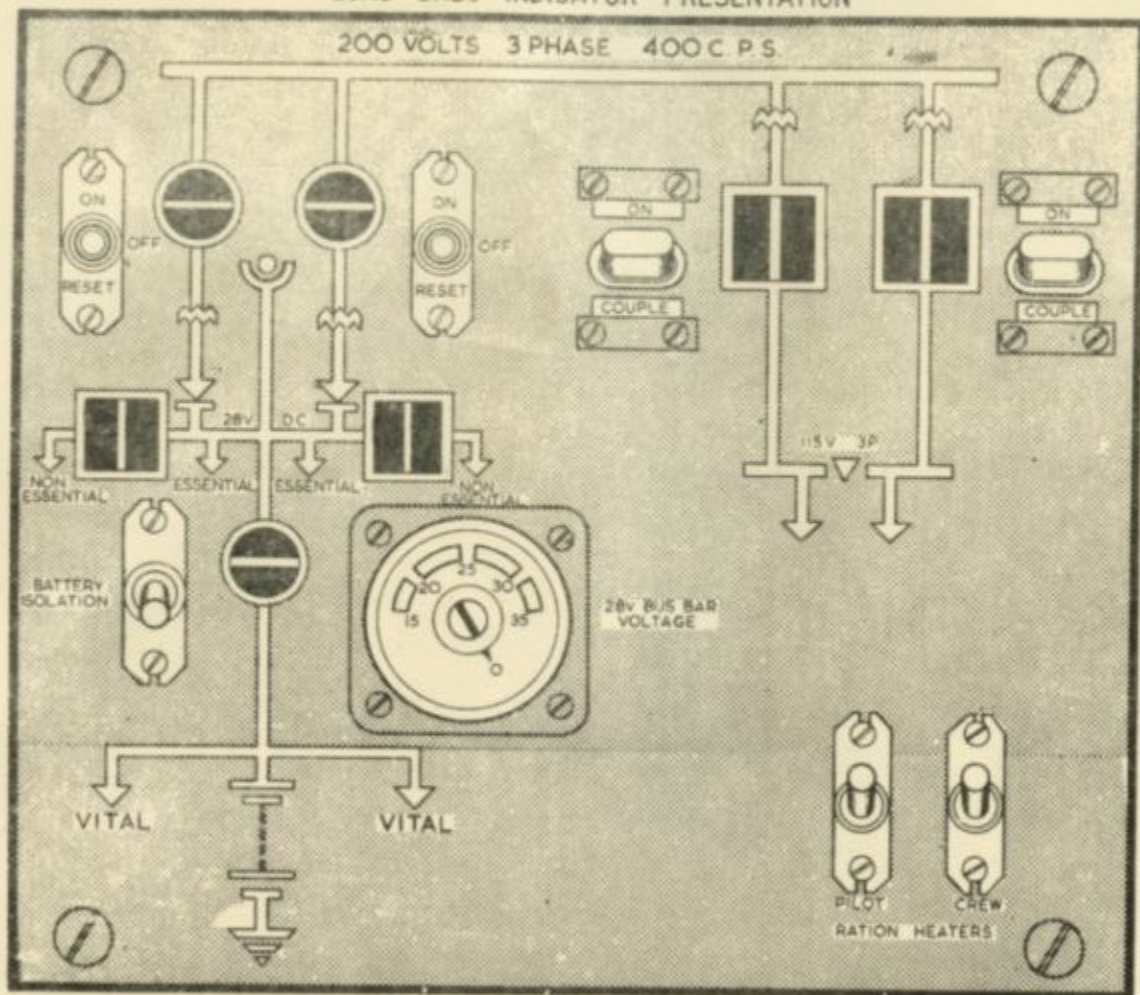 INDICATOR PRESENTATION
200 VOLTS 3 PHASE 400 C.P.S.
ON
OFF
RESET
ON
OFF
RESET
ON
COUPLE
ON
COUPLE
28V DC
NON ESSENTIAL
ESSENTIAL
ESSENTIAL
NON ESSENTIAL
115V 3P
BATTERY
ISOLATION
15 20 25 30 35
O
28V BUS BAR
VOLTAGE
VITAL
VITAL
PILOT
CREW
RATION HEATERS